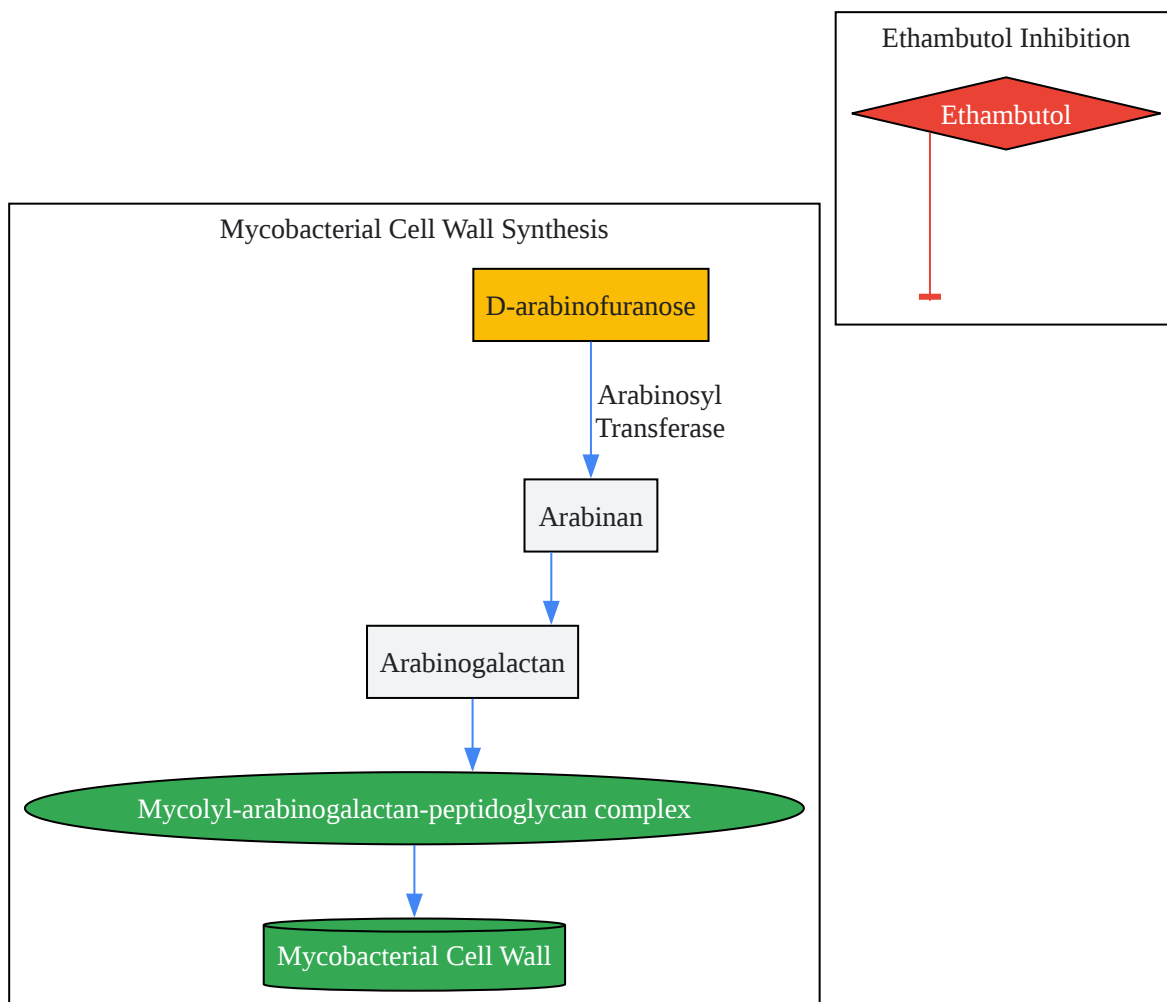 Ethambutol Inhibition
Ethambutol
Mycobacterial Cell Wall Synthesis
D-arabinofuranose
Arabinosyl
Transferase
Arabinan
Arabinogalactan
Mycolyl-arabinogalactan-peptidoglycan complex
Mycobacterial Cell Wall